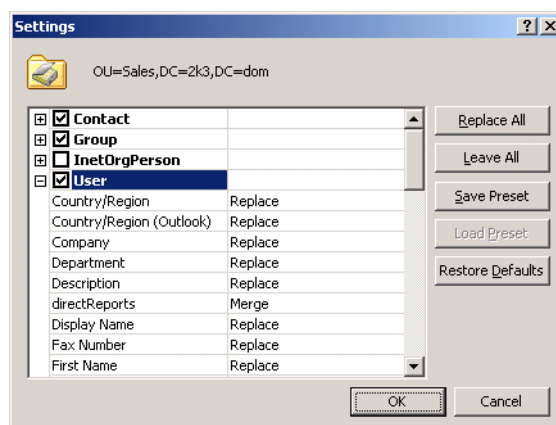 Settings
OU=Sales,DC=2k3,DC=dom
Contact
Group
InetOrgPerson
User
Country/Region Replace
Country/Region (Outlook) Replace
Company Replace
Department Replace
Description Replace
directReports Merge
Display Name Replace
Fax Number Replace
First Name Replace
Replace All
Leave All
Save Preset
Load Preset
Restore Defaults
OK Cancel